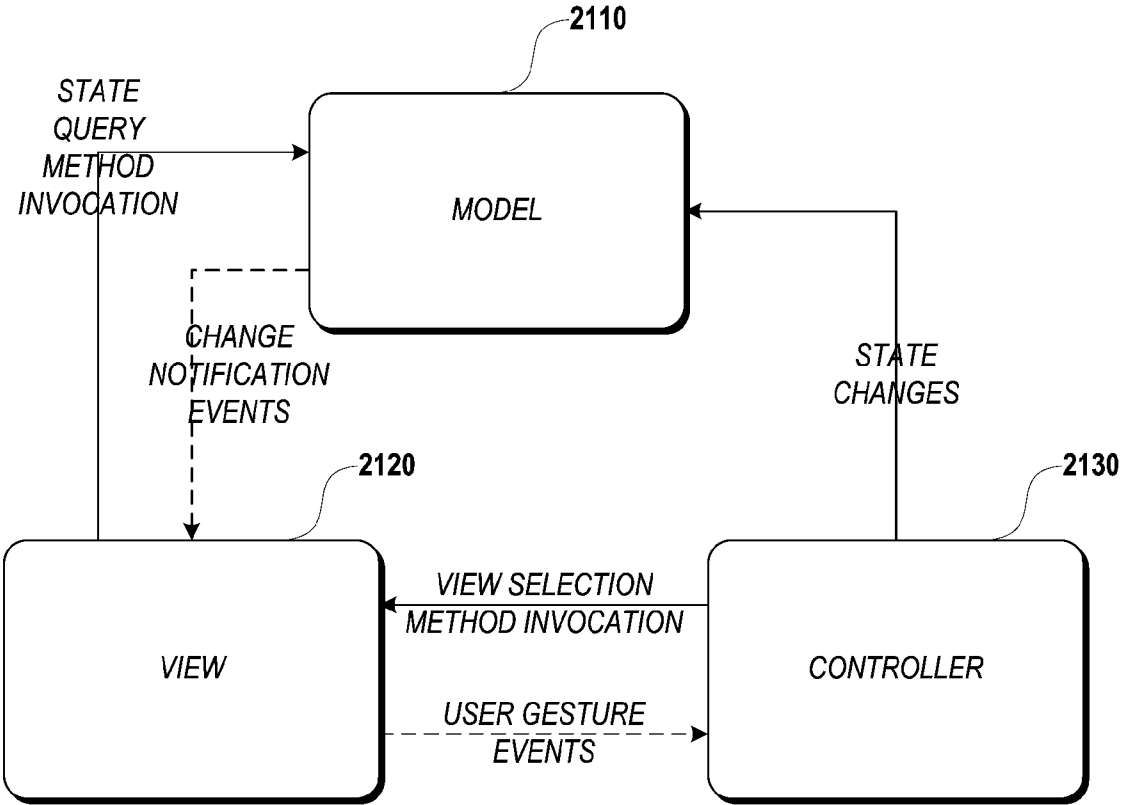 2110
STATE
QUERY
METHOD
INVOCATION
MODEL
CHANGE
NOTIFICATION
EVENTS
STATE
CHANGES
2120
2130
VIEW SELECTION
METHOD INVOCATION
VIEW
CONTROLLER
USER GESTURE
EVENTS